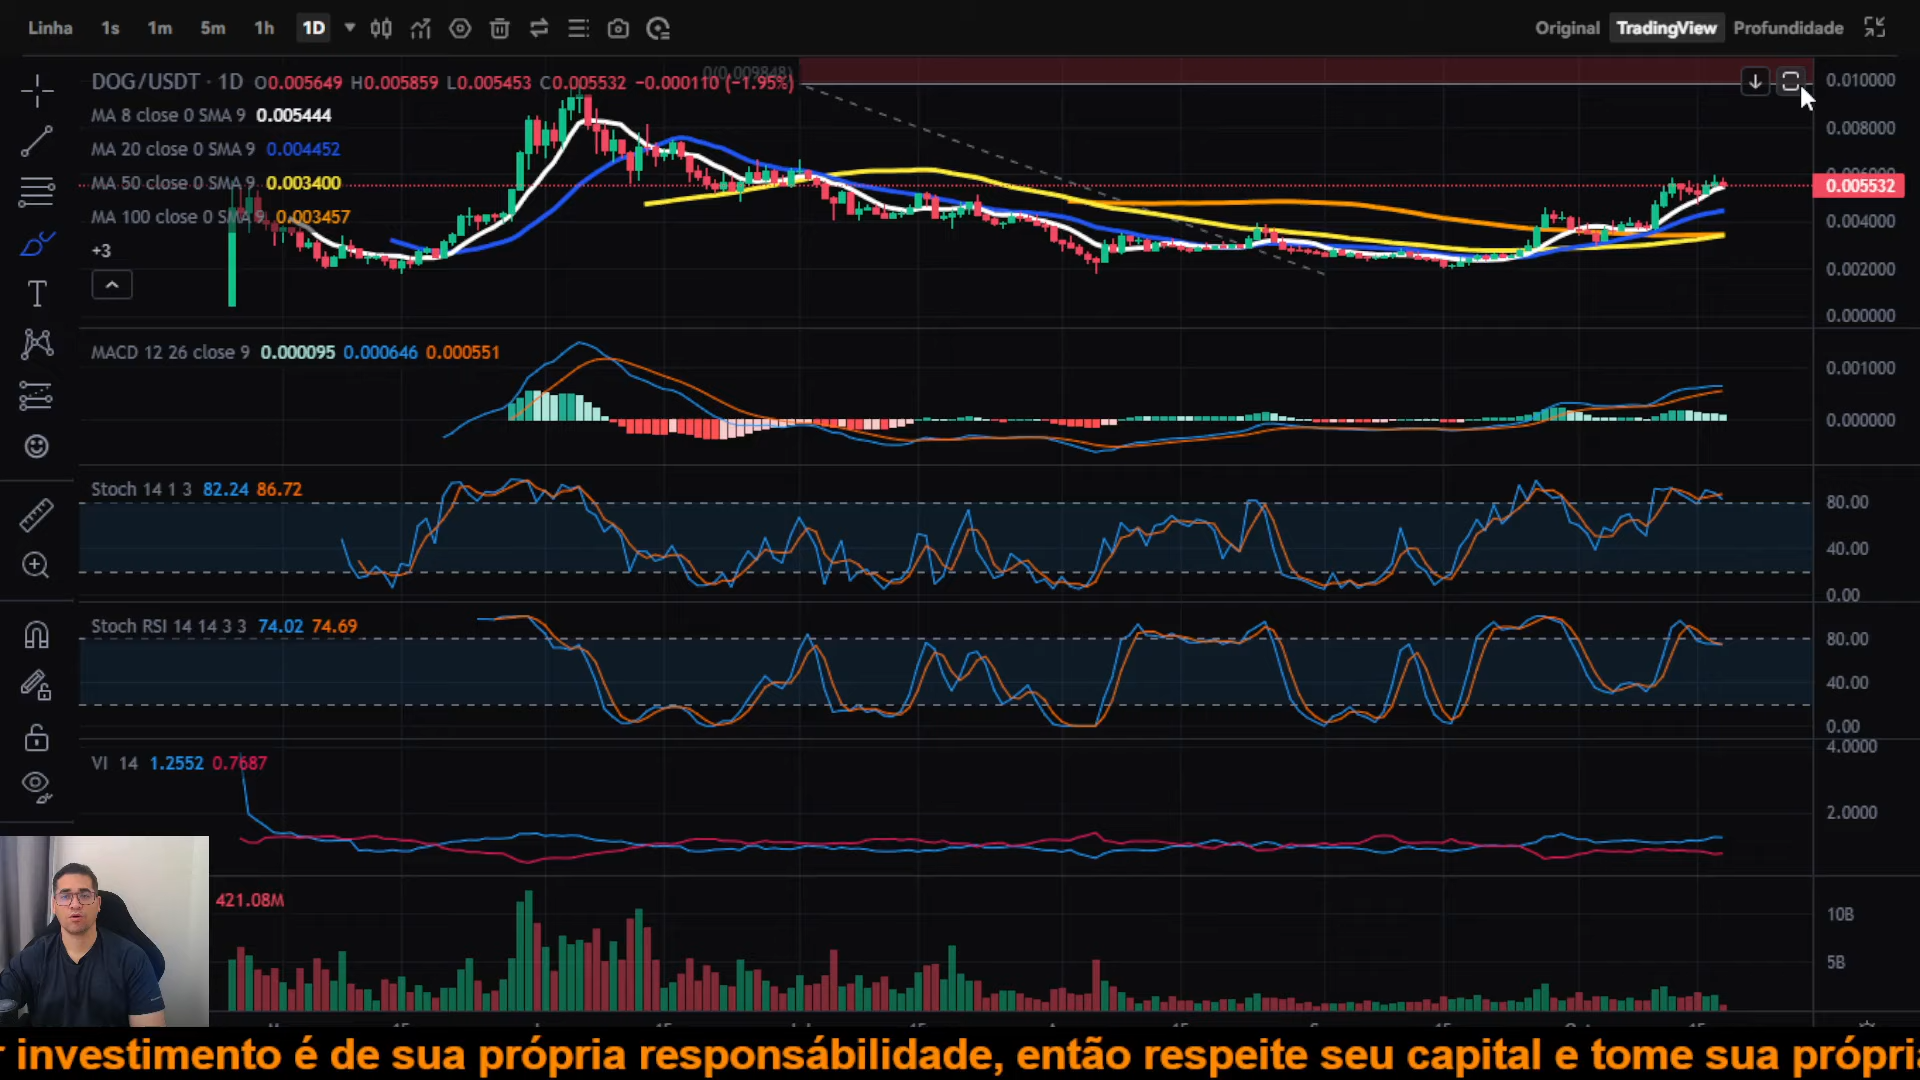 Linha 1s 1m 5m 1h 1D Original TradingView Profundidade
DOG/USDT · 1D O0.005649 H0.005859 L0.005453 C0.005532 −0.000110 (−1.95%)
0(0.009848)
MA 8 close 0 SMA 9 0.005444
MA 20 close 0 SMA 9 0.004452
MA 50 close 0 SMA 9 0.003400
MA 100 close 0 SMA 9 0.003457
+3
0.010000
0.008000
0.005532
0.004000
0.002000
0.000000
MACD 12 26 close 9 0.000095 0.000646 0.000551
0.001000
0.000000
Stoch 14 1 3 82.24 86.72
80.00
40.00
0.00
Stoch RSI 14 14 3 3 74.02 74.69
80.00
40.00
0.00
VI 14 1.2552 0.7687
4.0000
2.0000
421.08M
10B
5B
investimento é de sua própria responsábilidade, então respeite seu capital e tome sua própria